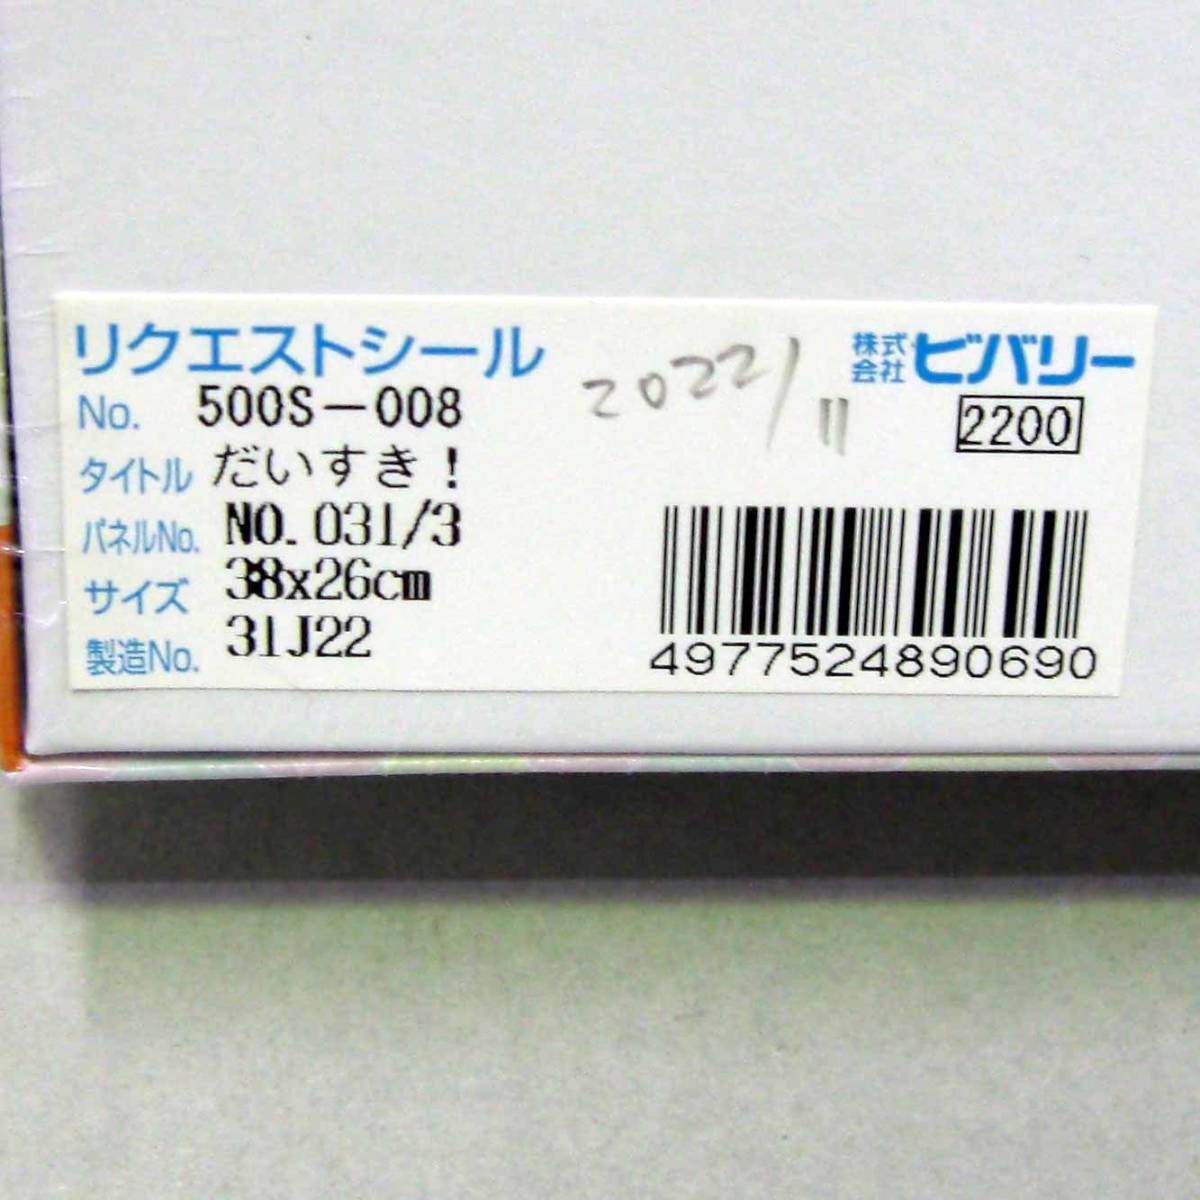 リクエストシール
No. 500S-008
タイトル だいすき!
パネルNo. NO.031/3
サイズ 38x26cm
製造No. 31J22
2022/11
株式会社 ビバリー
2200
4977524890690